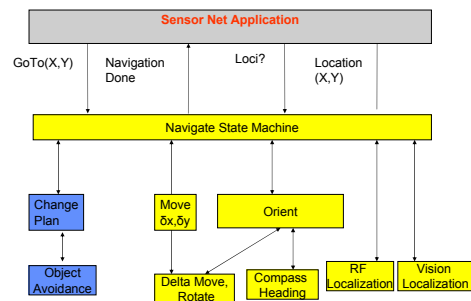 Sensor Net Application
GoTo(X,Y)
Navigation
Done
Loci?
Location
(X,Y)
Navigate State Machine
Change
Plan
Move
δx,δy
Orient
Object
Avoidance
Delta Move,
Rotate
Compass
Heading
RF
Localization
Vision
Localization